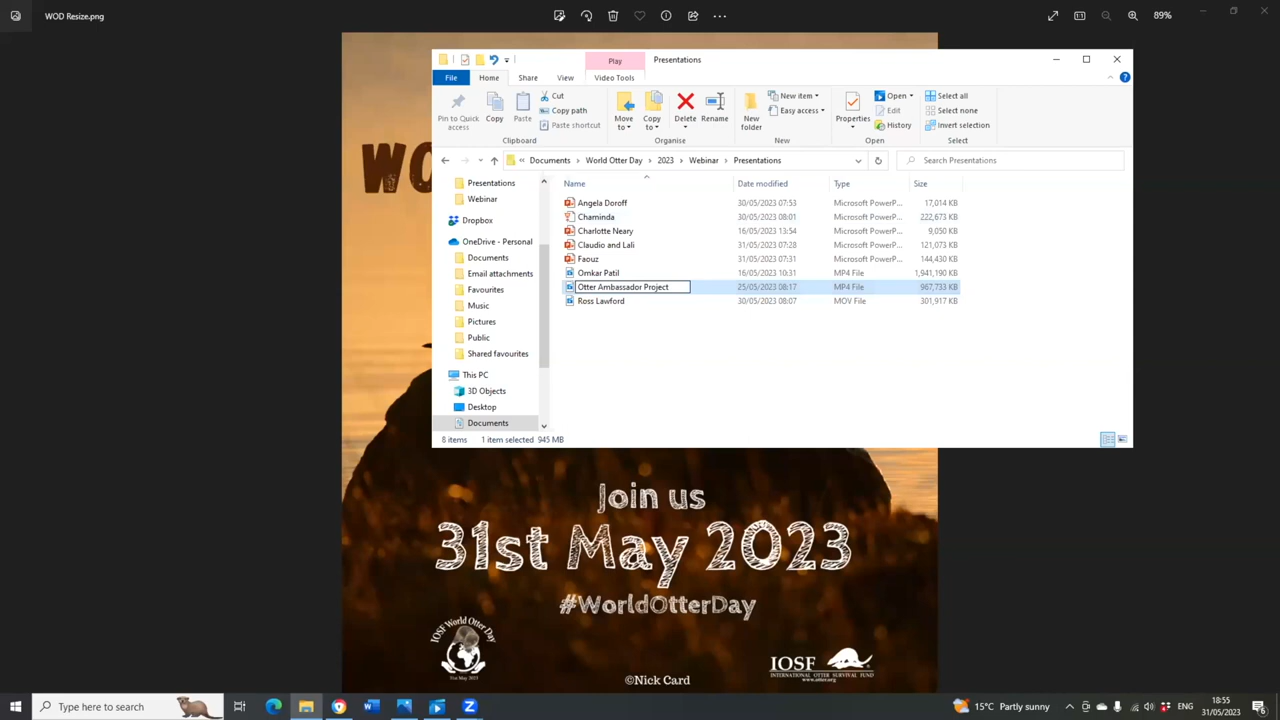 WOD Resize.png
89%
WO
Play
Presentations
File
Home
Share
View
Video Tools
Pin to Quick access
Copy
Paste
Cut
Copy path
Paste shortcut
Clipboard
Move to
Copy to
Delete
Rename
Organise
New folder
New item
Easy access
New
Properties
Open
Edit
History
Open
Select all
Select none
Invert selection
Select
« Documents > World Otter Day > 2023 > Webinar > Presentations
Search Presentations
Name
Date modified
Type
Size
Angela Doroff 30/05/2023 07:53 Microsoft PowerP... 17,014 KB
Chaminda 30/05/2023 08:01 Microsoft PowerP... 222,673 KB
Charlotte Neary 16/05/2023 13:54 Microsoft PowerP... 9,050 KB
Claudio and Lali 31/05/2023 07:28 Microsoft PowerP... 121,073 KB
Faouz 31/05/2023 07:31 Microsoft PowerP... 144,430 KB
Omkar Patil 16/05/2023 10:31 MP4 File 1,941,190 KB
Otter Ambassador Project 25/05/2023 08:17 MP4 File 967,733 KB
Ross Lawford 30/05/2023 08:07 MOV File 301,917 KB
Presentations
Webinar
Dropbox
OneDrive - Personal
Documents
Email attachments
Favourites
Music
Pictures
Public
Shared favourites
This PC
3D Objects
Desktop
Documents
8 items 1 item selected 945 MB
Join us
31st May 2023
#WorldOtterDay
IOSF World Otter Day
31st May 2023
©Nick Card
IOSF
INTERNATIONAL OTTER SURVIVAL FUND
www.otter.org
Type here to search
15°C Partly sunny
ENG
18:55
31/05/2023